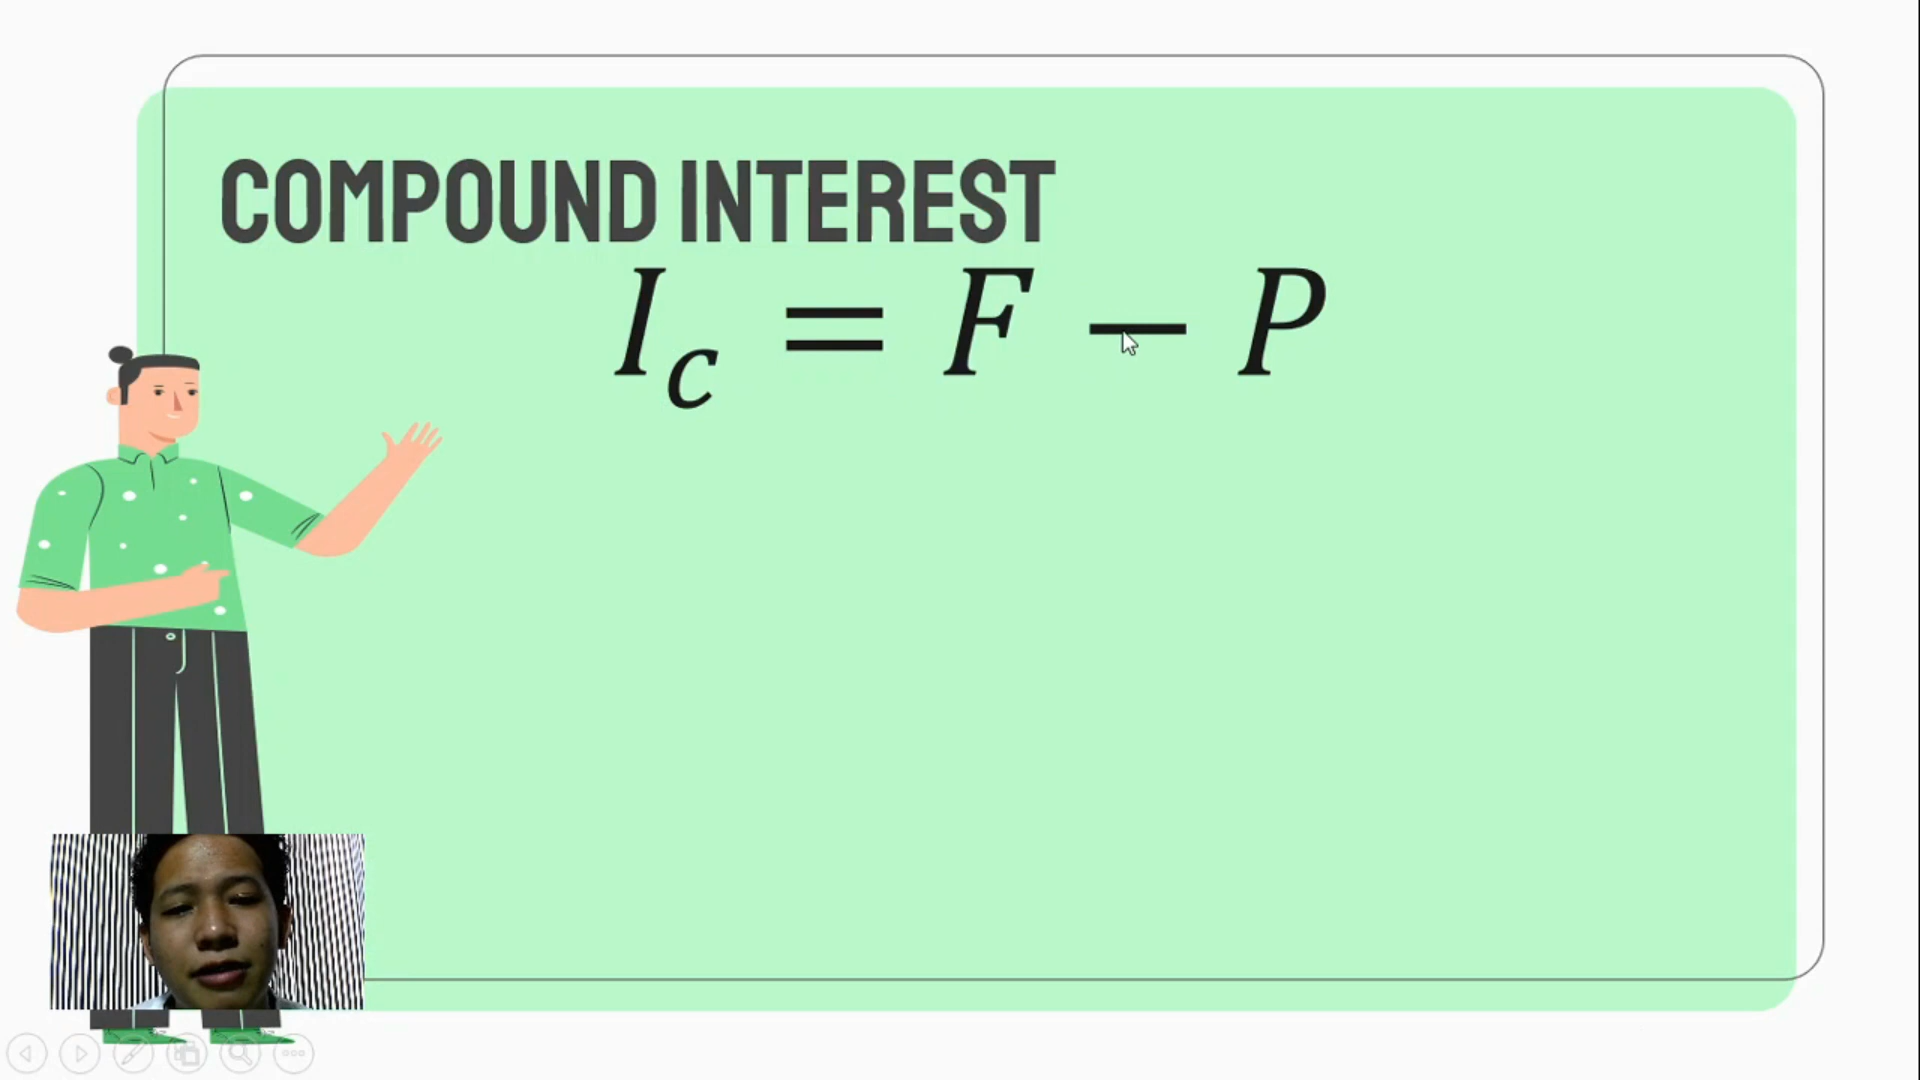 COMPOUND INTEREST
I_c = F − P